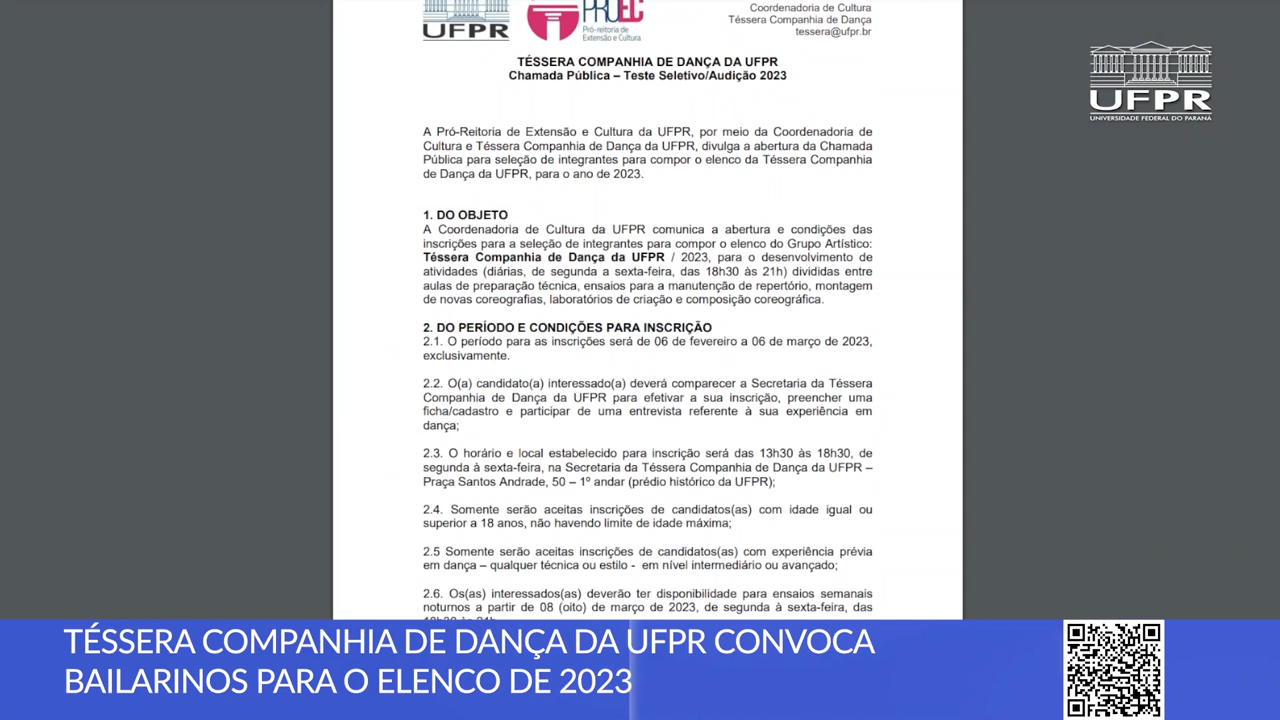 UFPR
PROEC
Pró-reitoria de
Extensão e Cultura
Coordenadoria de Cultura
Téssera Companhia de Dança
tessera@ufpr.br
TÉSSERA COMPANHIA DE DANÇA DA UFPR
Chamada Pública – Teste Seletivo/Audição 2023
UFPR
UNIVERSIDADE FEDERAL DO PARANÁ
A Pró-Reitoria de Extensão e Cultura da UFPR, por meio da Coordenadoria de
Cultura e Téssera Companhia de Dança da UFPR, divulga a abertura da Chamada
Pública para seleção de integrantes para compor o elenco da Téssera Companhia
de Dança da UFPR, para o ano de 2023.
1. DO OBJETO
A Coordenadoria de Cultura da UFPR comunica a abertura e condições das
inscrições para a seleção de integrantes para compor o elenco do Grupo Artístico:
Téssera Companhia de Dança da UFPR / 2023, para o desenvolvimento de
atividades (diárias, de segunda a sexta-feira, das 18h30 às 21h) divididas entre
aulas de preparação técnica, ensaios para a manutenção de repertório, montagem
de novas coreografias, laboratórios de criação e composição coreográfica.
2. DO PERÍODO E CONDIÇÕES PARA INSCRIÇÃO
2.1. O período para as inscrições será de 06 de fevereiro a 06 de março de 2023,
exclusivamente.
2.2. O(a) candidato(a) interessado(a) deverá comparecer a Secretaria da Téssera
Companhia de Dança da UFPR para efetivar a sua inscrição, preencher uma
ficha/cadastro e participar de uma entrevista referente à sua experiência em
dança;
2.3. O horário e local estabelecido para inscrição será das 13h30 às 18h30, de
segunda à sexta-feira, na Secretaria da Téssera Companhia de Dança da UFPR –
Praça Santos Andrade, 50 – 1º andar (prédio histórico da UFPR);
2.4. Somente serão aceitas inscrições de candidatos(as) com idade igual ou
superior a 18 anos, não havendo limite de idade máxima;
2.5 Somente serão aceitas inscrições de candidatos(as) com experiência prévia
em dança – qualquer técnica ou estilo - em nível intermediário ou avançado;
2.6. Os(as) interessados(as) deverão ter disponibilidade para ensaios semanais
noturnos a partir de 08 (oito) de março de 2023, de segunda à sexta-feira, das
TÉSSERA COMPANHIA DE DANÇA DA UFPR CONVOCA
BAILARINOS PARA O ELENCO DE 2023